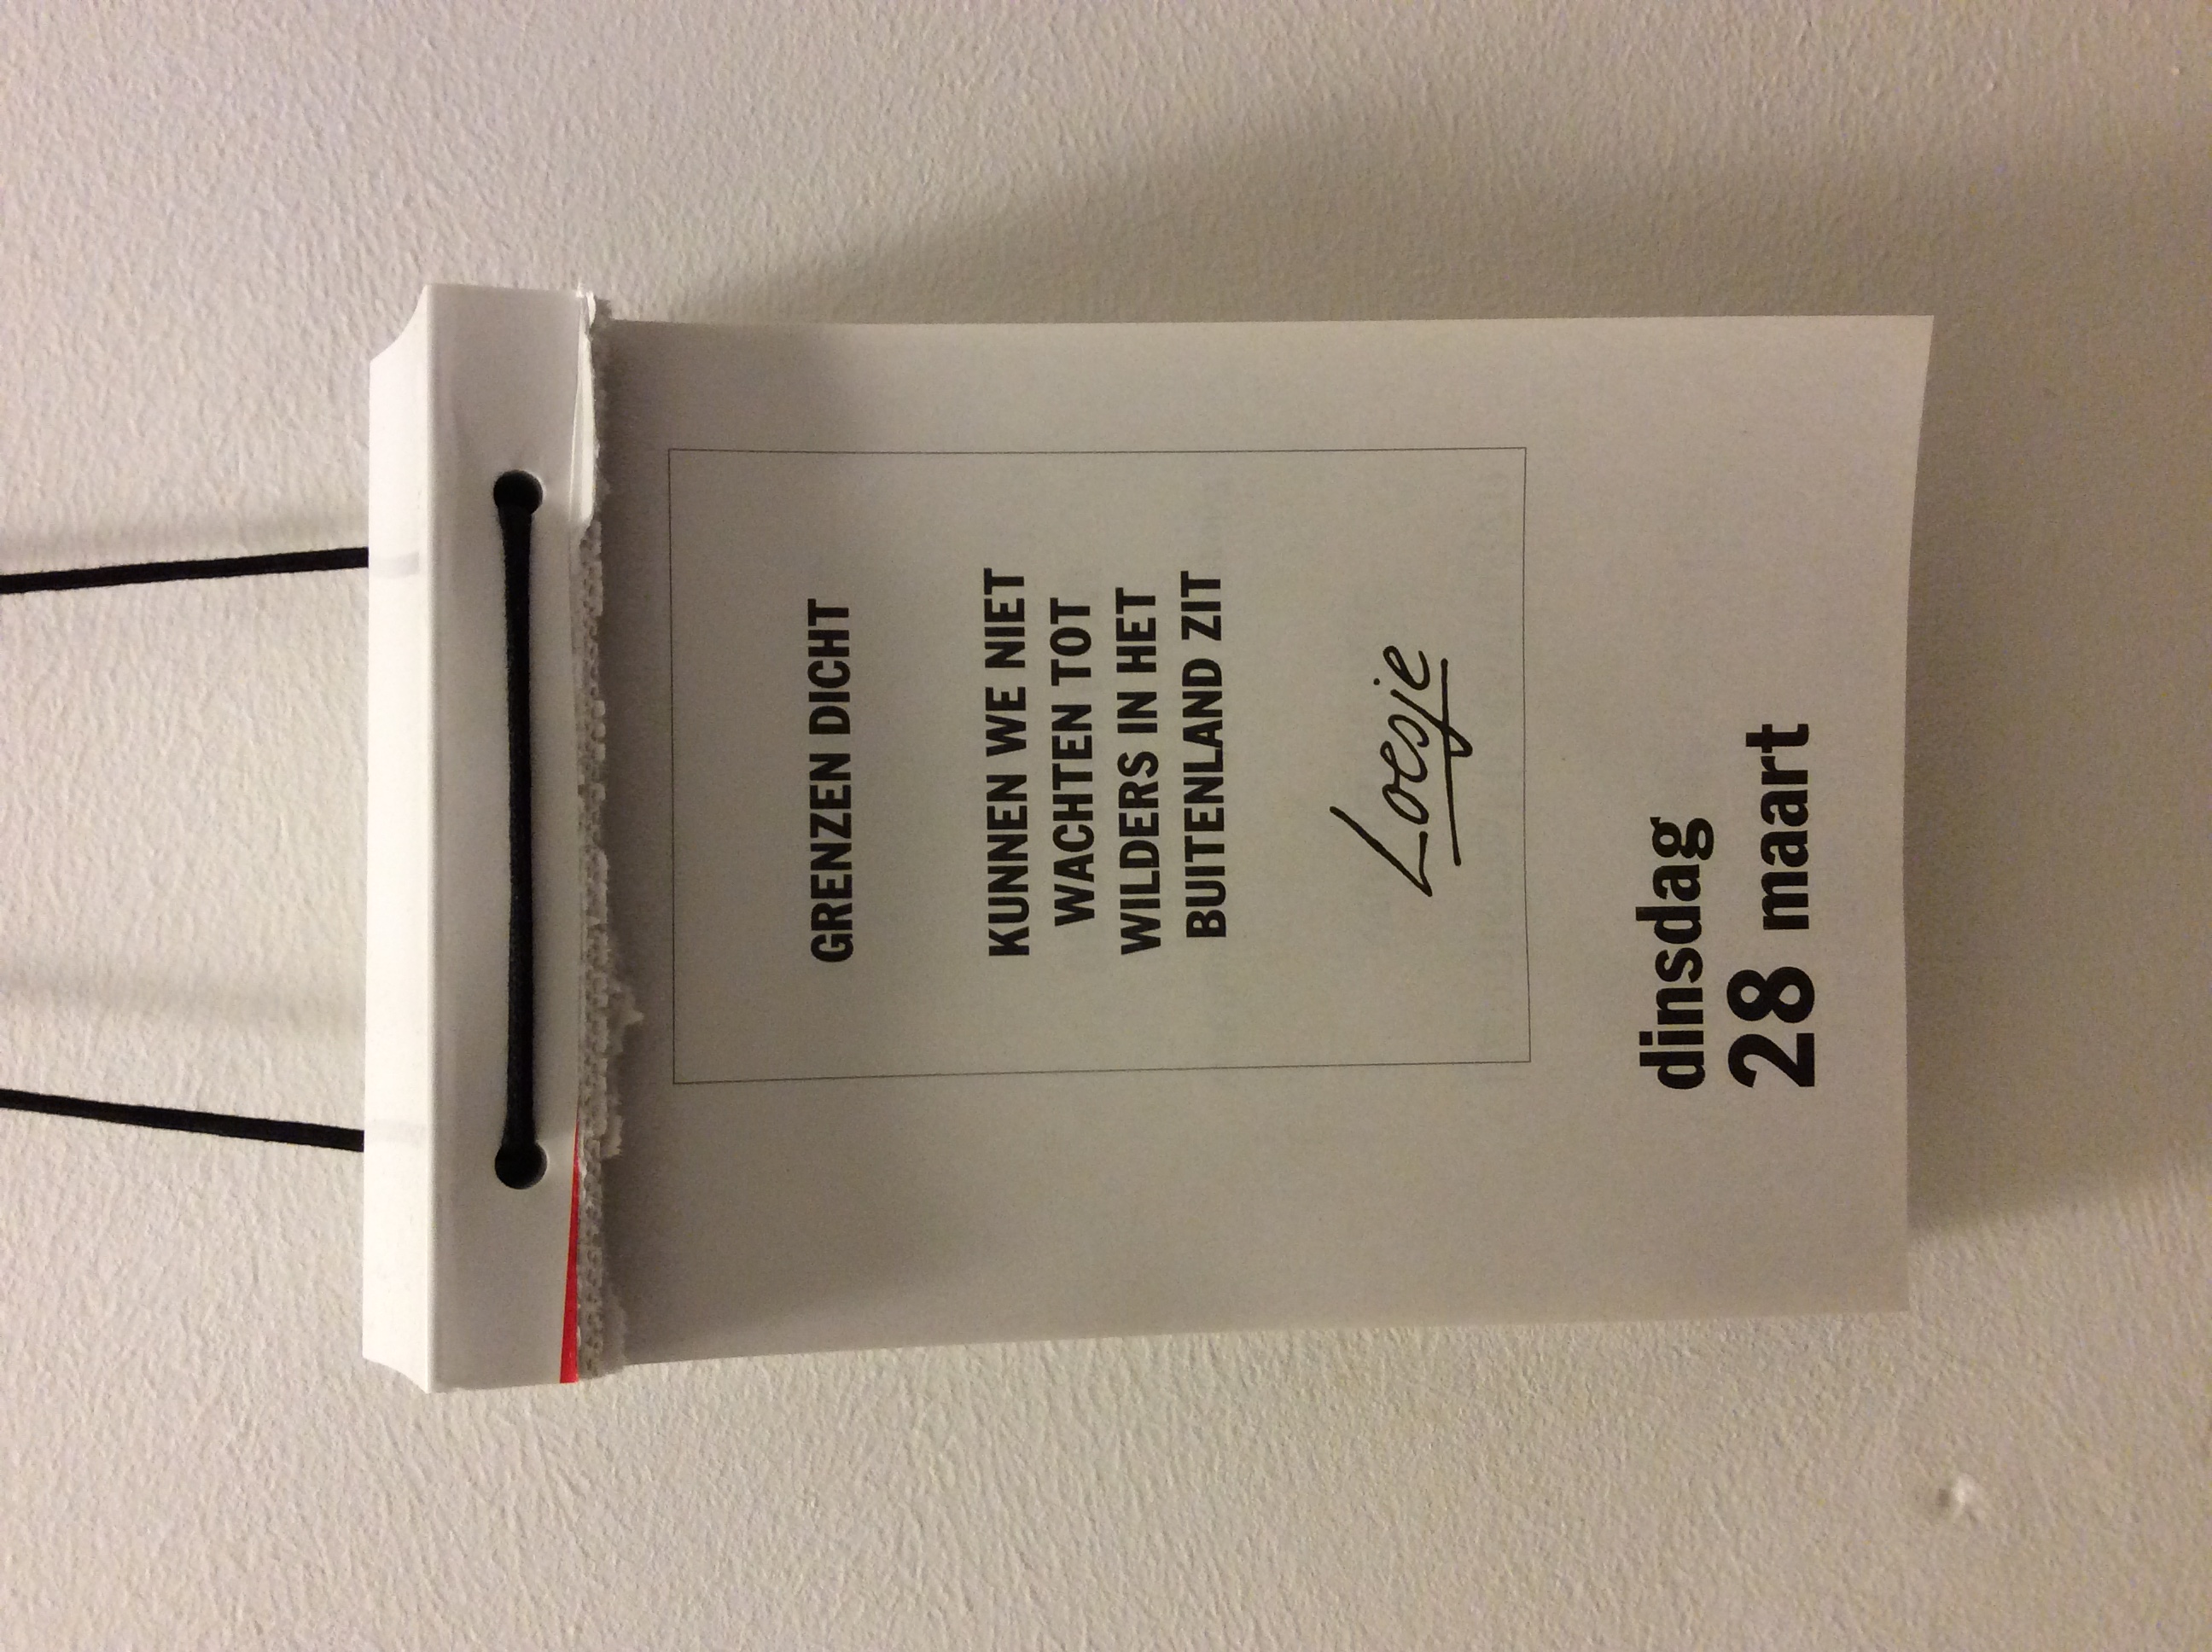 GRENZEN DICHT
KUNNEN WE NIET
WACHTEN TOT
WILDERS IN HET
BUITENLAND ZIT
Loesje
dinsdag
28 maart